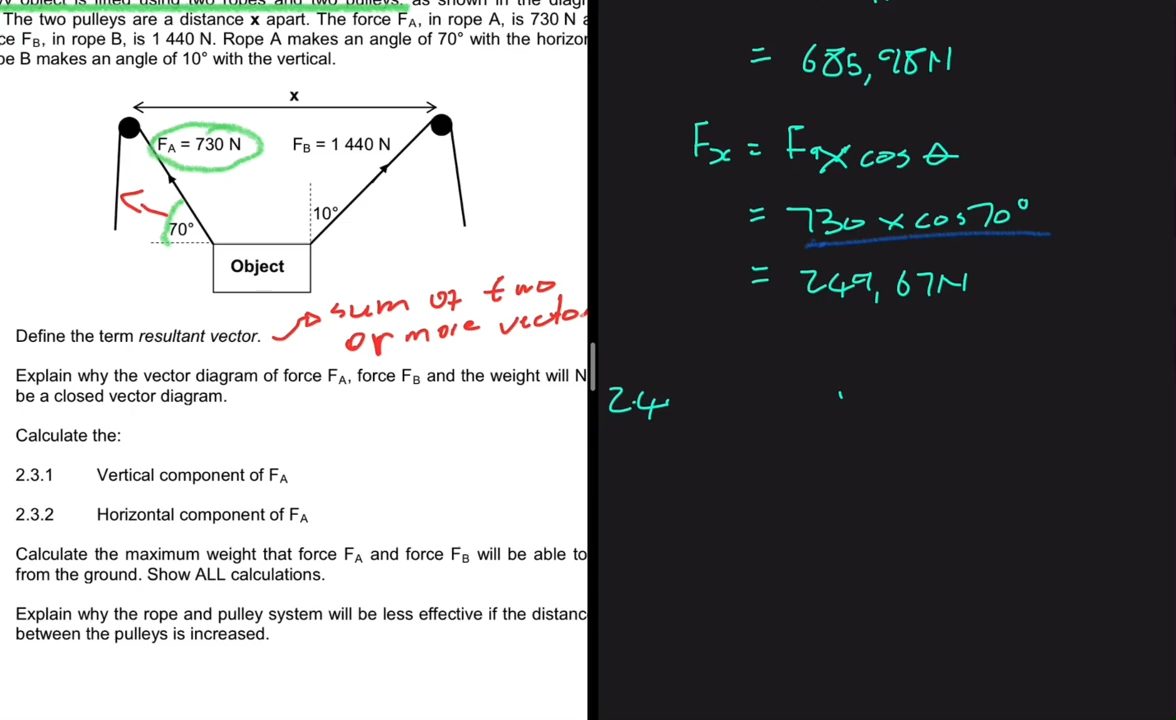 The two pulleys are a distance x apart. The force FA, in rope A, is 730 N
ce FB, in rope B, is 1 440 N. Rope A makes an angle of 70° with the horizo
pe B makes an angle of 10° with the vertical.
x
FA = 730 N
FB = 1 440 N
10°
70°
Object
Define the term resultant vector.
sum of two
or more vecto
Explain why the vector diagram of force FA, force FB and the weight will N
be a closed vector diagram.
Calculate the:
2.3.1 Vertical component of FA
2.3.2 Horizontal component of FA
Calculate the maximum weight that force FA and force FB will be able to
from the ground. Show ALL calculations.
Explain why the rope and pulley system will be less effective if the distanc
between the pulleys is increased.
= 685,98N
Fx = FA x cos θ
= 730 x cos70°
= 249,67N
2.4